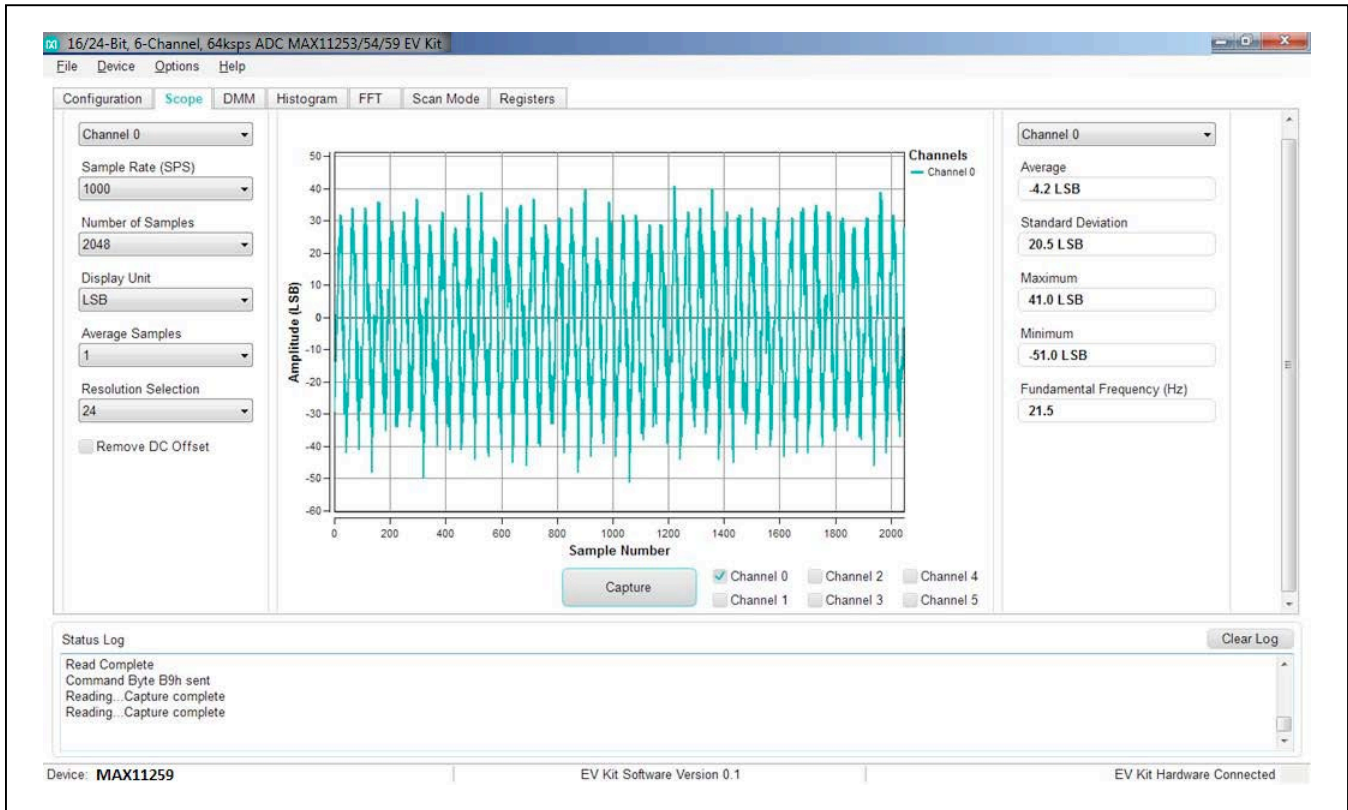 16/24-Bit, 6-Channel, 64ksps ADC MAX11253/54/59 EV Kit
File Device Options Help
Configuration Scope DMM Histogram FFT Scan Mode Registers
Channel 0
Sample Rate (SPS)
1000
Number of Samples
2048
Display Unit
LSB
Average Samples
1
Resolution Selection
24
Remove DC Offset
Amplitude (LSB)
50
40
30
20
10
0
-10
-20
-30
-40
-50
-60
0 200 400 600 800 1000 1200 1400 1600 1800 2000
Sample Number
Channels
Channel 0
Capture
Channel 0 Channel 2 Channel 4
Channel 1 Channel 3 Channel 5
Channel 0
Average
-4.2 LSB
Standard Deviation
20.5 LSB
Maximum
41.0 LSB
Minimum
-51.0 LSB
Fundamental Frequency (Hz)
21.5
Status Log
Clear Log
Read Complete
Command Byte B9h sent
Reading...Capture complete
Reading...Capture complete
Device: MAX11259 EV Kit Software Version 0.1 EV Kit Hardware Connected